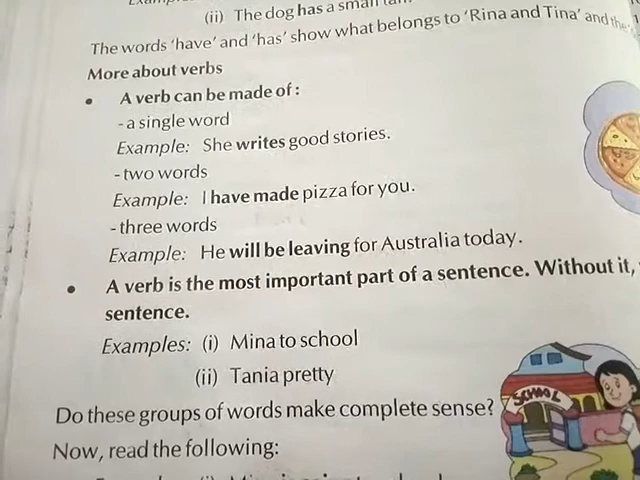 (ii) The dog has a small
The words 'have' and 'has' show what belongs to 'Rina and Tina' and
More about verbs
• A verb can be made of :
- a single word
Example: She writes good stories.
- two words
Example: I have made pizza for you.
- three words
Example: He will be leaving for Australia today.
• A verb is the most important part of a sentence. Without it,
sentence.
Examples: (i) Mina to school
(ii) Tania pretty
SCHOOL
Do these groups of words make complete sense?
Now, read the following: